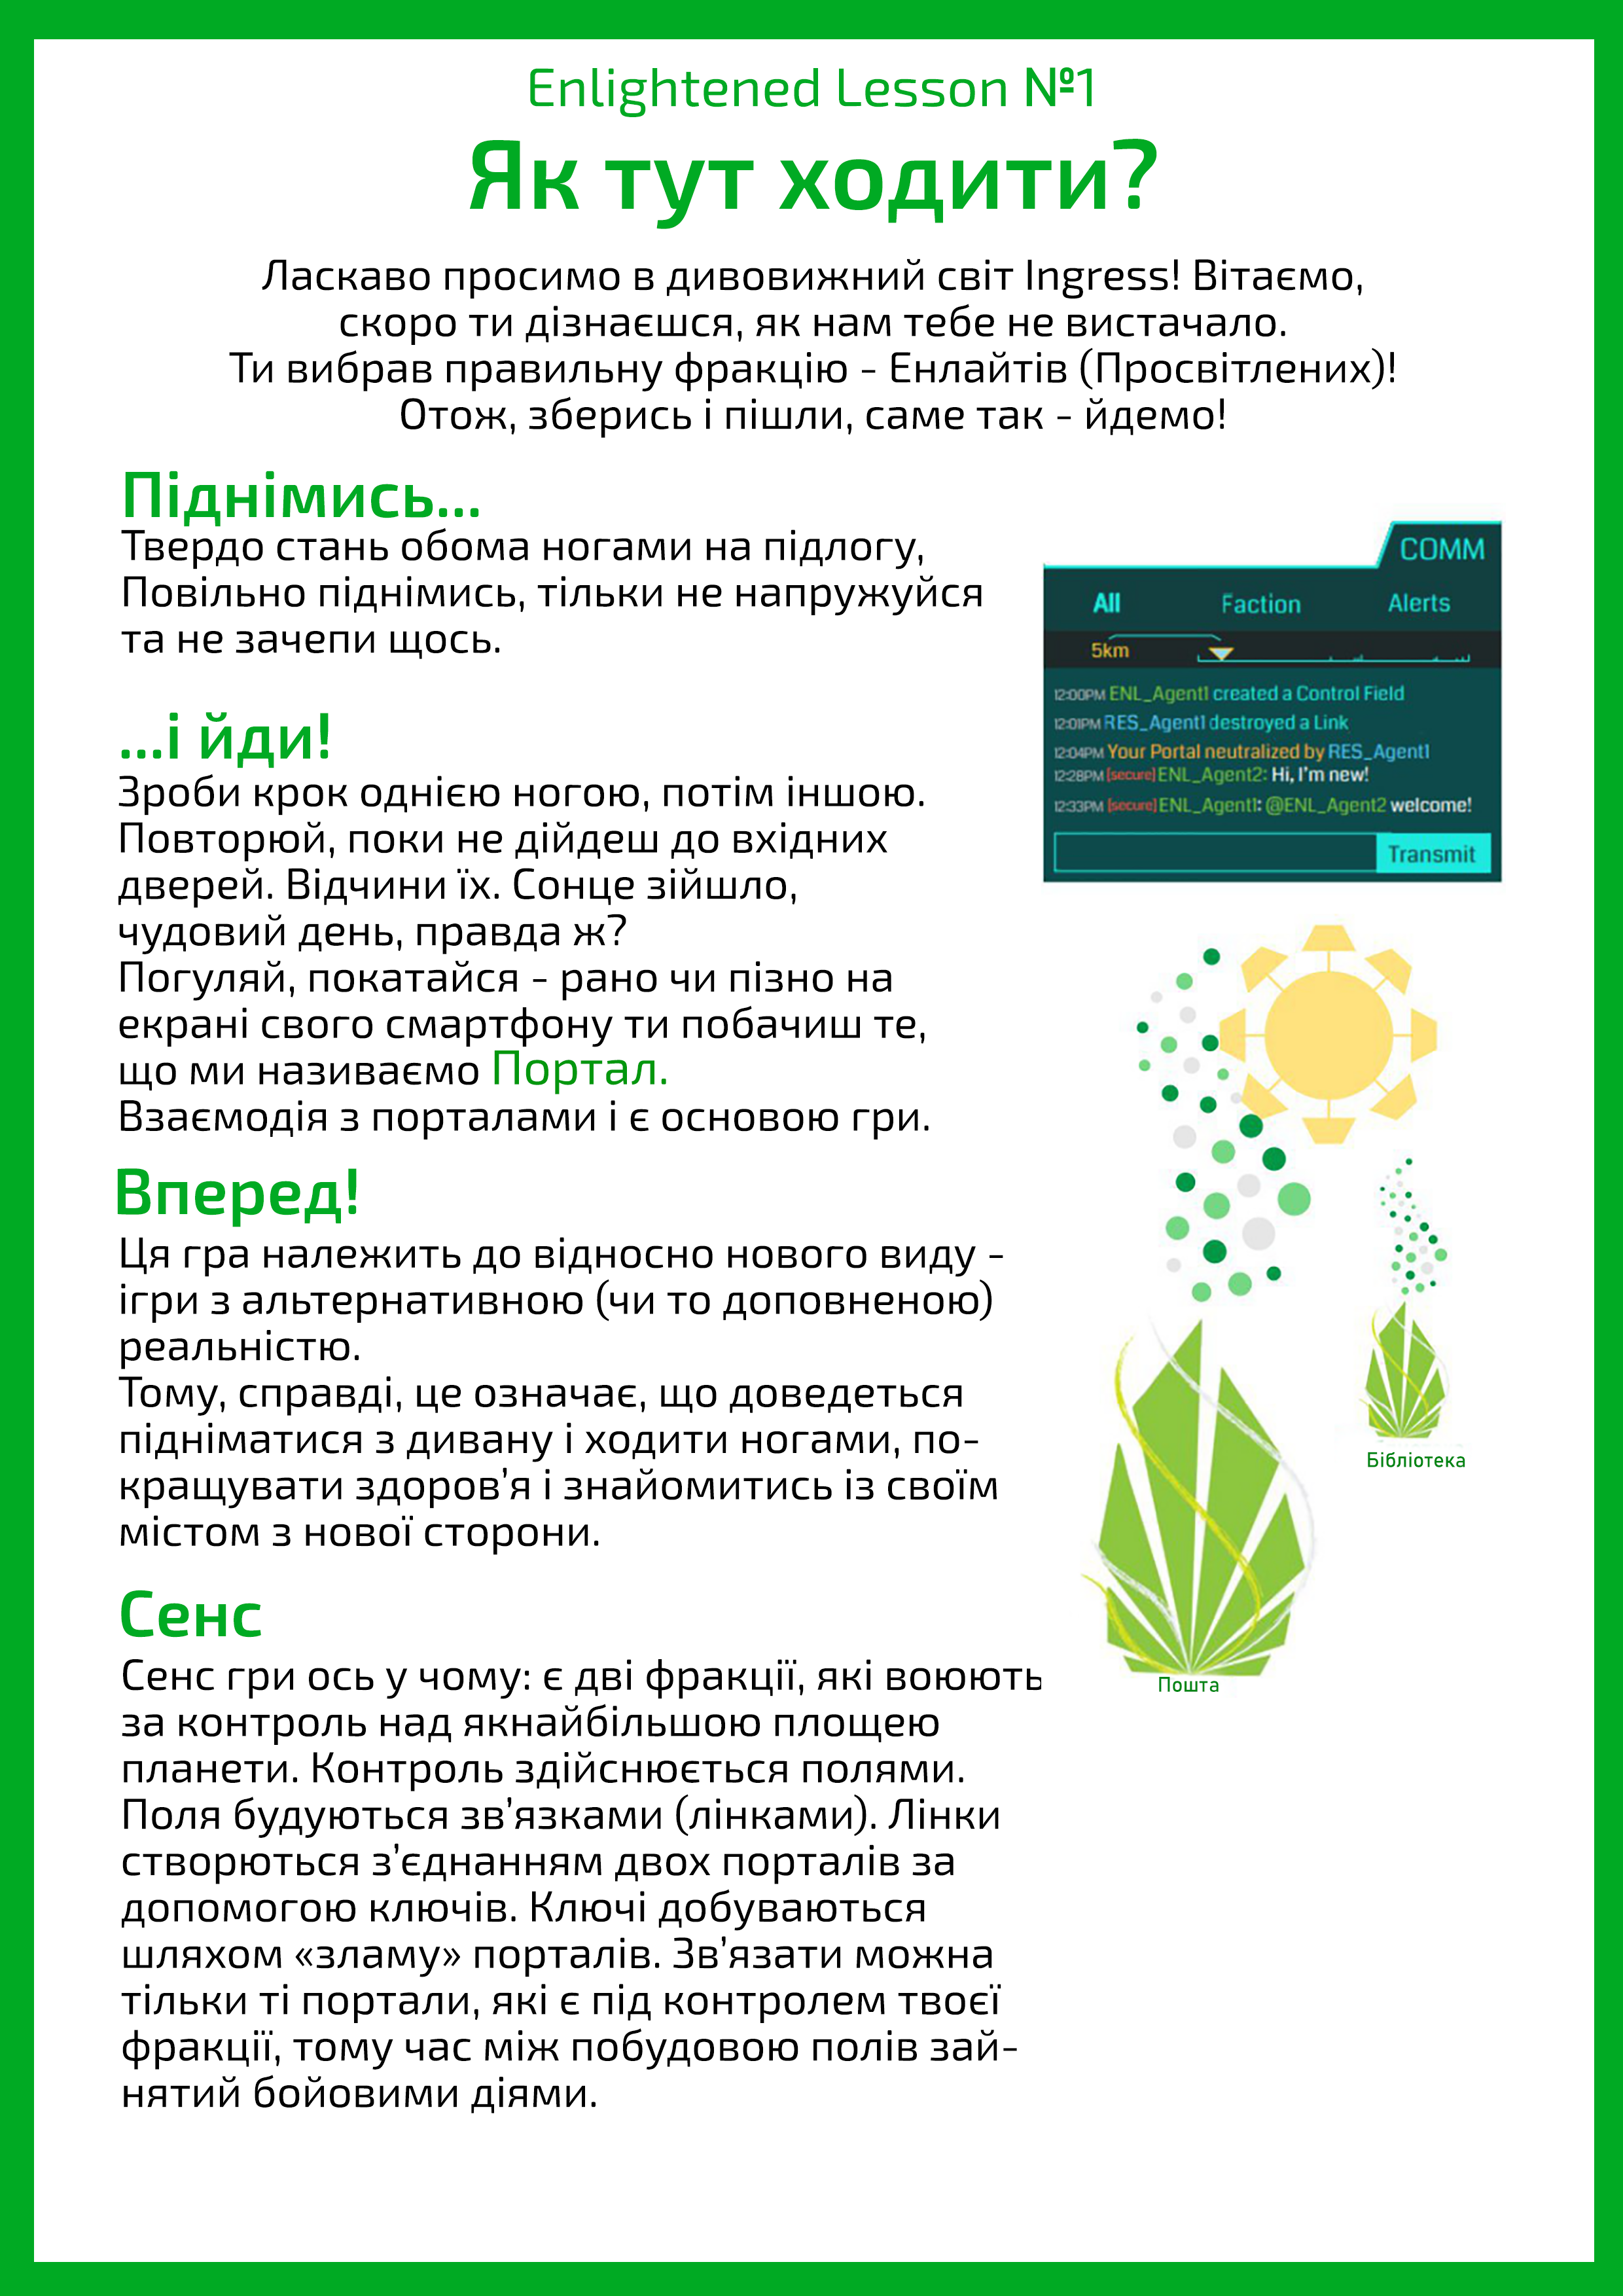 Enlightened Lesson №1
Як тут ходити?
Ласкаво просимо в дивовижний світ Ingress! Вітаємо,
скоро ти дізнаєшся, як нам тебе не вистачало.
Ти вибрав правильну фракцію - Енлайтів (Просвітлених)!
Отож, зберись і пішли, саме так - йдемо!
Піднімись...
Твердо стань обома ногами на підлогу,
Повільно піднімись, тільки не напружуйся
та не зачепи щось.
...і йди!
Зроби крок однією ногою, потім іншою.
Повторюй, поки не дійдеш до вхідних
дверей. Відчини їх. Сонце зійшло,
чудовий день, правда ж?
Погуляй, покатайся - рано чи пізно на
екрані свого смартфону ти побачиш те,
що ми називаємо Портал.
Взаємодія з порталами і є основою гри.
Вперед!
Ця гра належить до відносно нового виду -
ігри з альтернативною (чи то доповненою)
реальністю.
Тому, справді, це означає, що доведеться
підніматися з дивану і ходити ногами, по-
кращувати здоров’я і знайомитись із своїм
містом з нової сторони.
Сенс
Сенс гри ось у чому: є дві фракції, які воюють
за контроль над якнайбільшою площею
планети. Контроль здійснюється полями.
Поля будуються зв’язками (лінками). Лінки
створються з’єднанням двох порталів за
допомогою ключів. Ключі добуваються
шляхом «зламу» порталів. Зв’язати можна
тільки ті портали, які є під контролем твоєї
фракції, тому час між побудовою полів зай-
нятий бойовими діями.
COMM
All Faction Alerts
5km
12:00PM ENL_Agent1 created a Control Field
12:01PM RES_Agent1 destroyed a Link
12:04PM Your Portal neutralized by RES_Agent1
12:28PM [secure] ENL_Agent2: Hi, I'm new!
12:33PM [secure] ENL_Agent1: @ENL_Agent2 welcome!
Transmit
Бібліотека
Пошта